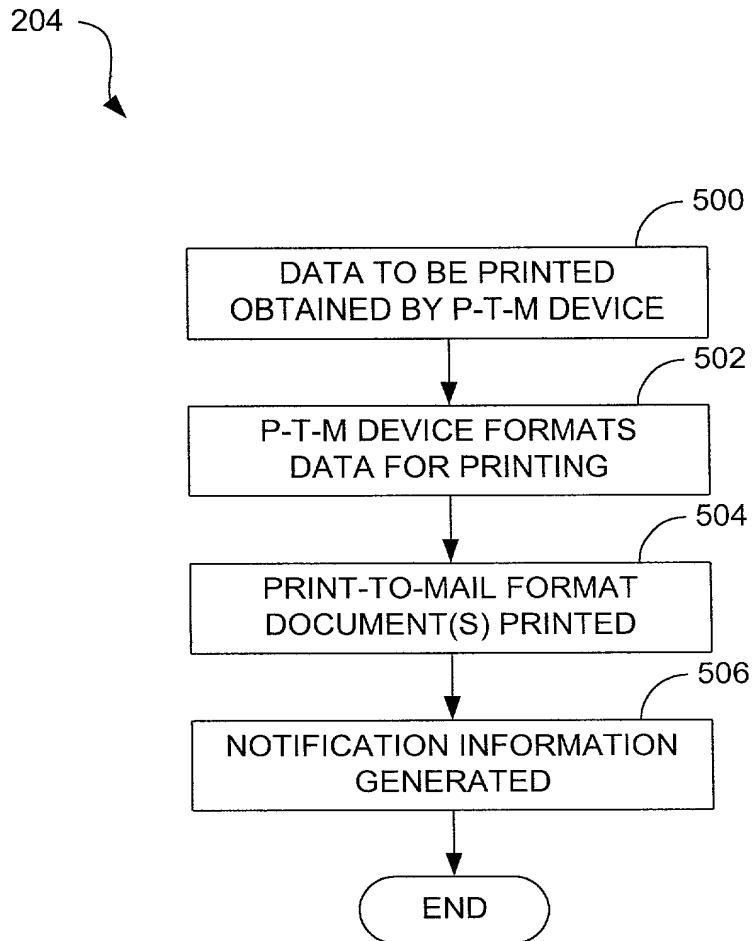 204
500
DATA TO BE PRINTED
OBTAINED BY P-T-M DEVICE
502
P-T-M DEVICE FORMATS
DATA FOR PRINTING
504
PRINT-TO-MAIL FORMAT
DOCUMENT(S) PRINTED
506
NOTIFICATION INFORMATION
GENERATED
END